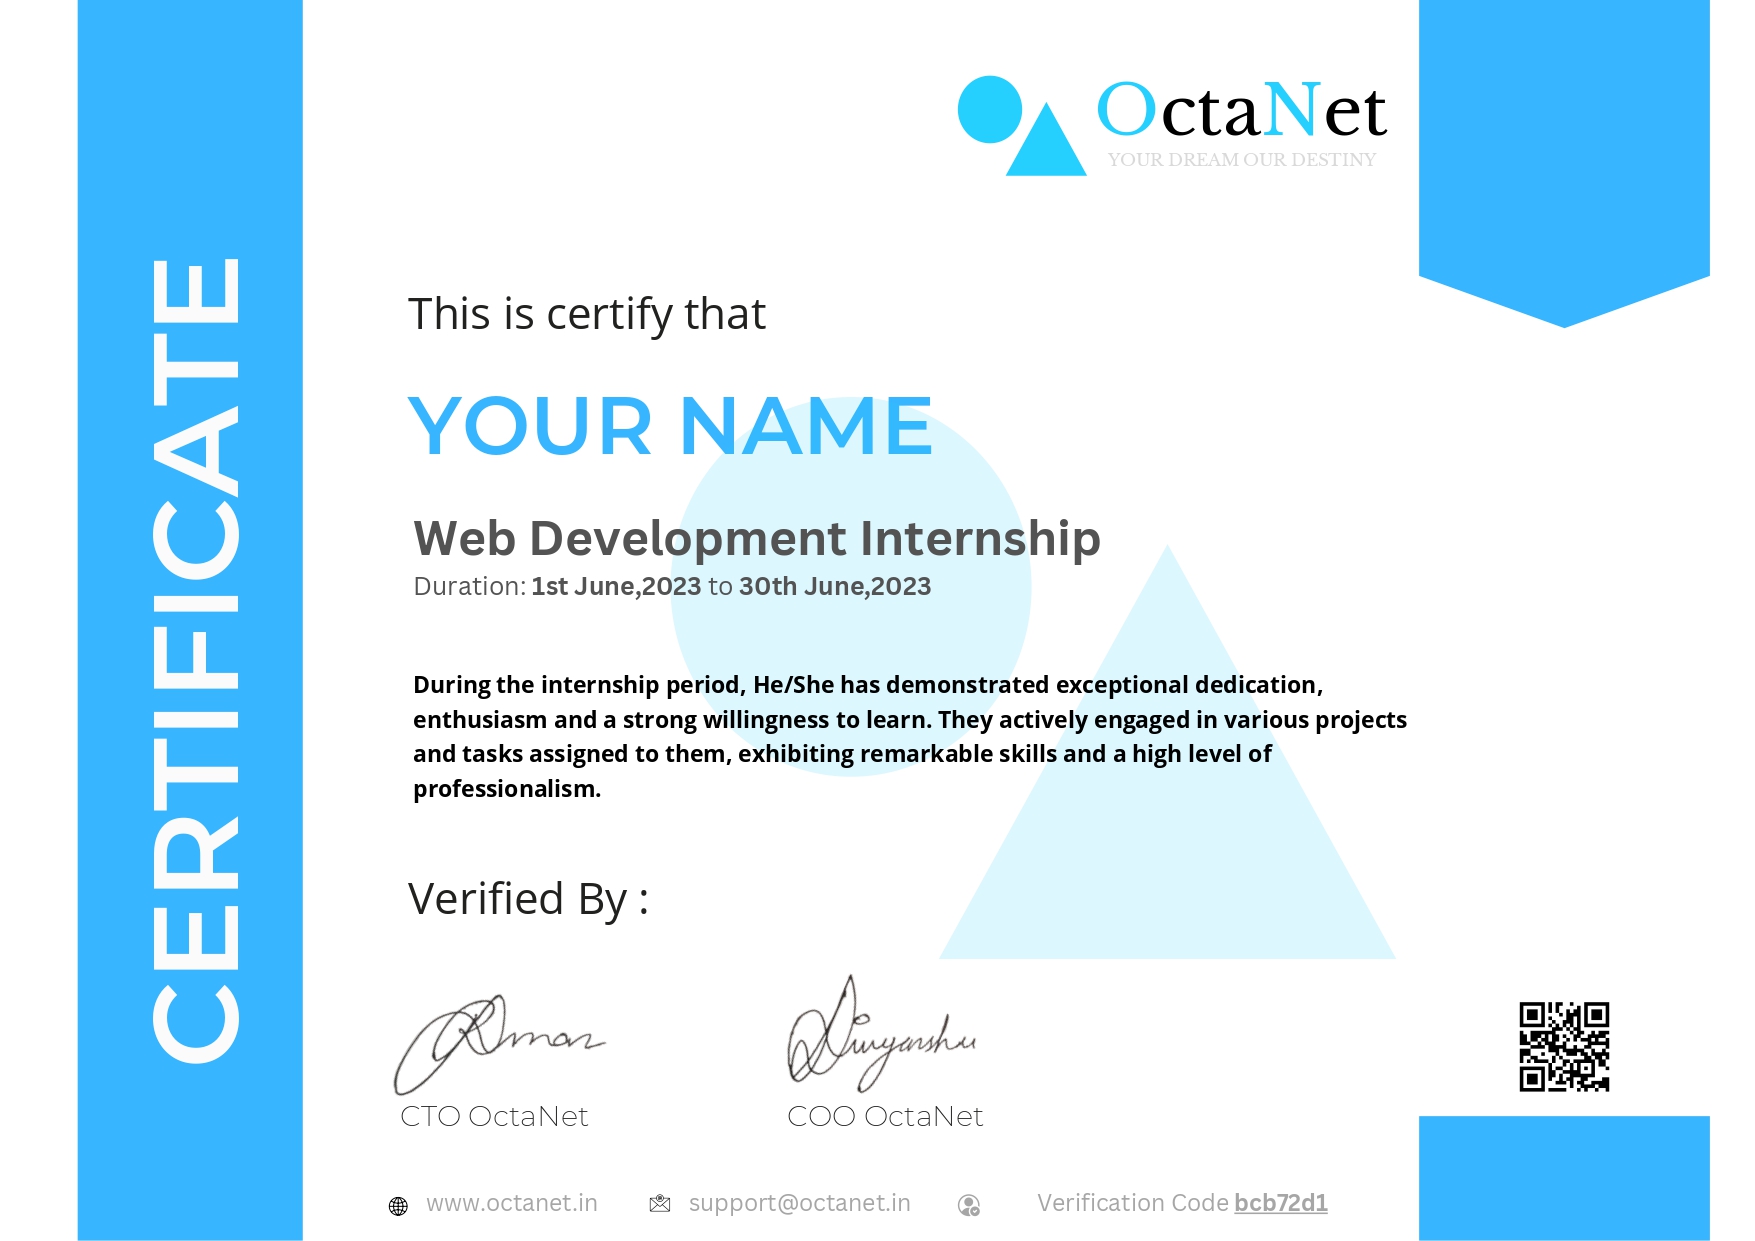 CERTIFICATE
OctaNet
YOUR DREAM OUR DESTINY
This is certify that
YOUR NAME
Web Development Internship
Duration: 1st June,2023 to 30th June,2023
During the internship period, He/She has demonstrated exceptional dedication,
enthusiasm and a strong willingness to learn. They actively engaged in various projects
and tasks assigned to them, exhibiting remarkable skills and a high level of
professionalism.
Verified By :
CTO OctaNet
COO OctaNet
www.octanet.in
support@octanet.in
Verification Code bcb72d1